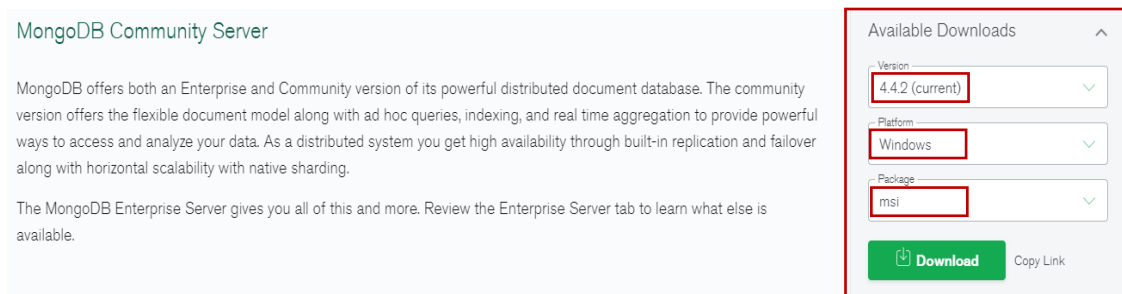 MongoDB Community Server
MongoDB offers both an Enterprise and Community version of its powerful distributed document database. The community
version offers the flexible document model along with ad hoc queries, indexing, and real time aggregation to provide powerful
ways to access and analyze your data. As a distributed system you get high availability through built-in replication and failover
along with horizontal scalability with native sharding.
The MongoDB Enterprise Server gives you all of this and more. Review the Enterprise Server tab to learn what else is
available.
Available Downloads
Version
4.4.2 (current)
Platform
Windows
Package
msi
Download Copy Link